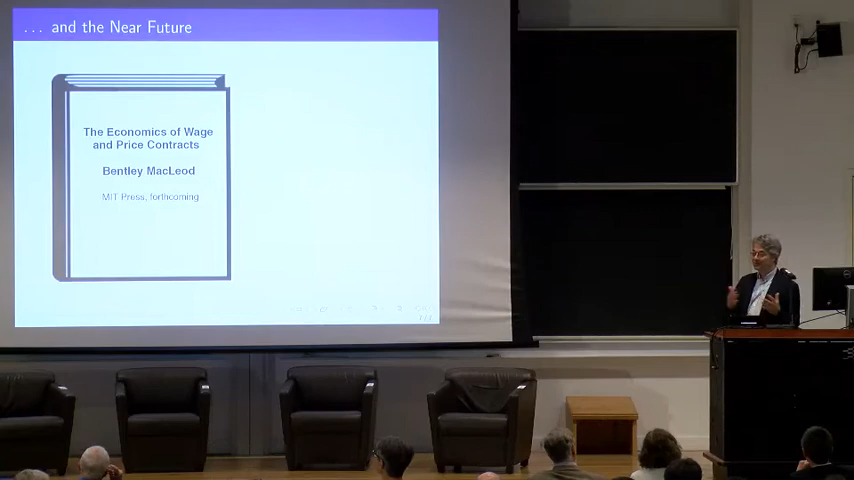 ... and the Near Future
The Economics of Wage
and Price Contracts
Bentley MacLeod
MIT Press, forthcoming